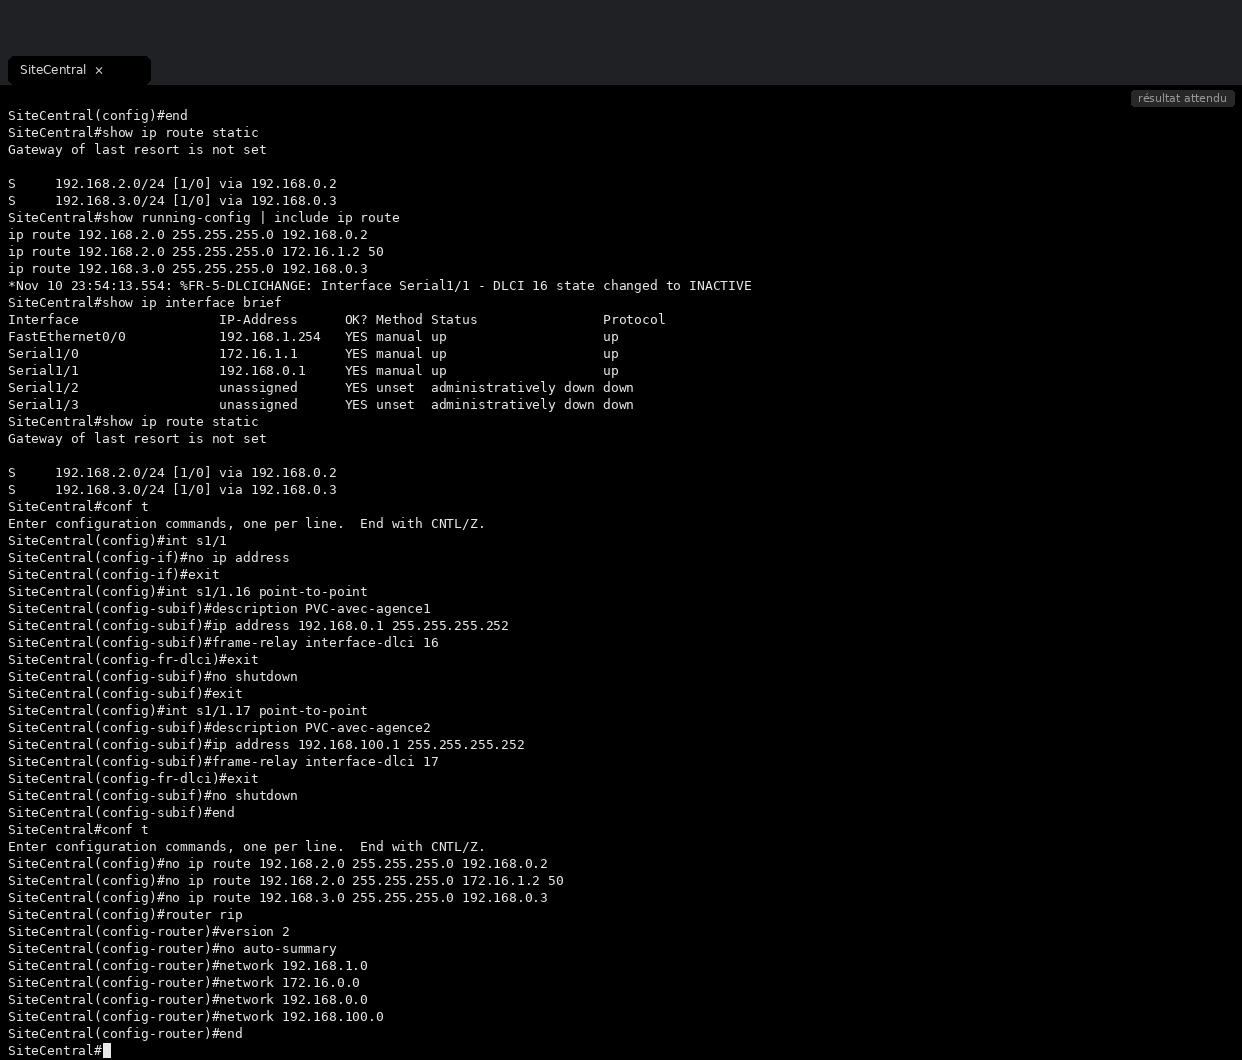 SiteCentral ×
résultat attendu
SiteCentral(config)#end
SiteCentral#show ip route static
Gateway of last resort is not set
S     192.168.2.0/24 [1/0] via 192.168.0.2
S     192.168.3.0/24 [1/0] via 192.168.0.3
SiteCentral#show running-config | include ip route
ip route 192.168.2.0 255.255.255.0 192.168.0.2
ip route 192.168.2.0 255.255.255.0 172.16.1.2 50
ip route 192.168.3.0 255.255.255.0 192.168.0.3
*Nov 10 23:54:13.554: %FR-5-DLCICHANGE: Interface Serial1/1 - DLCI 16 state changed to INACTIVE
SiteCentral#show ip interface brief
Interface                  IP-Address      OK? Method Status                Protocol
FastEthernet0/0            192.168.1.254   YES manual up                    up
Serial1/0                  172.16.1.1      YES manual up                    up
Serial1/1                  192.168.0.1     YES manual up                    up
Serial1/2                  unassigned      YES unset  administratively down down
Serial1/3                  unassigned      YES unset  administratively down down
SiteCentral#show ip route static
Gateway of last resort is not set
S     192.168.2.0/24 [1/0] via 192.168.0.2
S     192.168.3.0/24 [1/0] via 192.168.0.3
SiteCentral#conf t
Enter configuration commands, one per line.  End with CNTL/Z.
SiteCentral(config)#int s1/1
SiteCentral(config-if)#no ip address
SiteCentral(config-if)#exit
SiteCentral(config)#int s1/1.16 point-to-point
SiteCentral(config-subif)#description PVC-avec-agence1
SiteCentral(config-subif)#ip address 192.168.0.1 255.255.255.252
SiteCentral(config-subif)#frame-relay interface-dlci 16
SiteCentral(config-fr-dlci)#exit
SiteCentral(config-subif)#no shutdown
SiteCentral(config-subif)#exit
SiteCentral(config)#int s1/1.17 point-to-point
SiteCentral(config-subif)#description PVC-avec-agence2
SiteCentral(config-subif)#ip address 192.168.100.1 255.255.255.252
SiteCentral(config-subif)#frame-relay interface-dlci 17
SiteCentral(config-fr-dlci)#exit
SiteCentral(config-subif)#no shutdown
SiteCentral(config-subif)#end
SiteCentral#conf t
Enter configuration commands, one per line.  End with CNTL/Z.
SiteCentral(config)#no ip route 192.168.2.0 255.255.255.0 192.168.0.2
SiteCentral(config)#no ip route 192.168.2.0 255.255.255.0 172.16.1.2 50
SiteCentral(config)#no ip route 192.168.3.0 255.255.255.0 192.168.0.3
SiteCentral(config)#router rip
SiteCentral(config-router)#version 2
SiteCentral(config-router)#no auto-summary
SiteCentral(config-router)#network 192.168.1.0
SiteCentral(config-router)#network 172.16.0.0
SiteCentral(config-router)#network 192.168.0.0
SiteCentral(config-router)#network 192.168.100.0
SiteCentral(config-router)#end
SiteCentral#